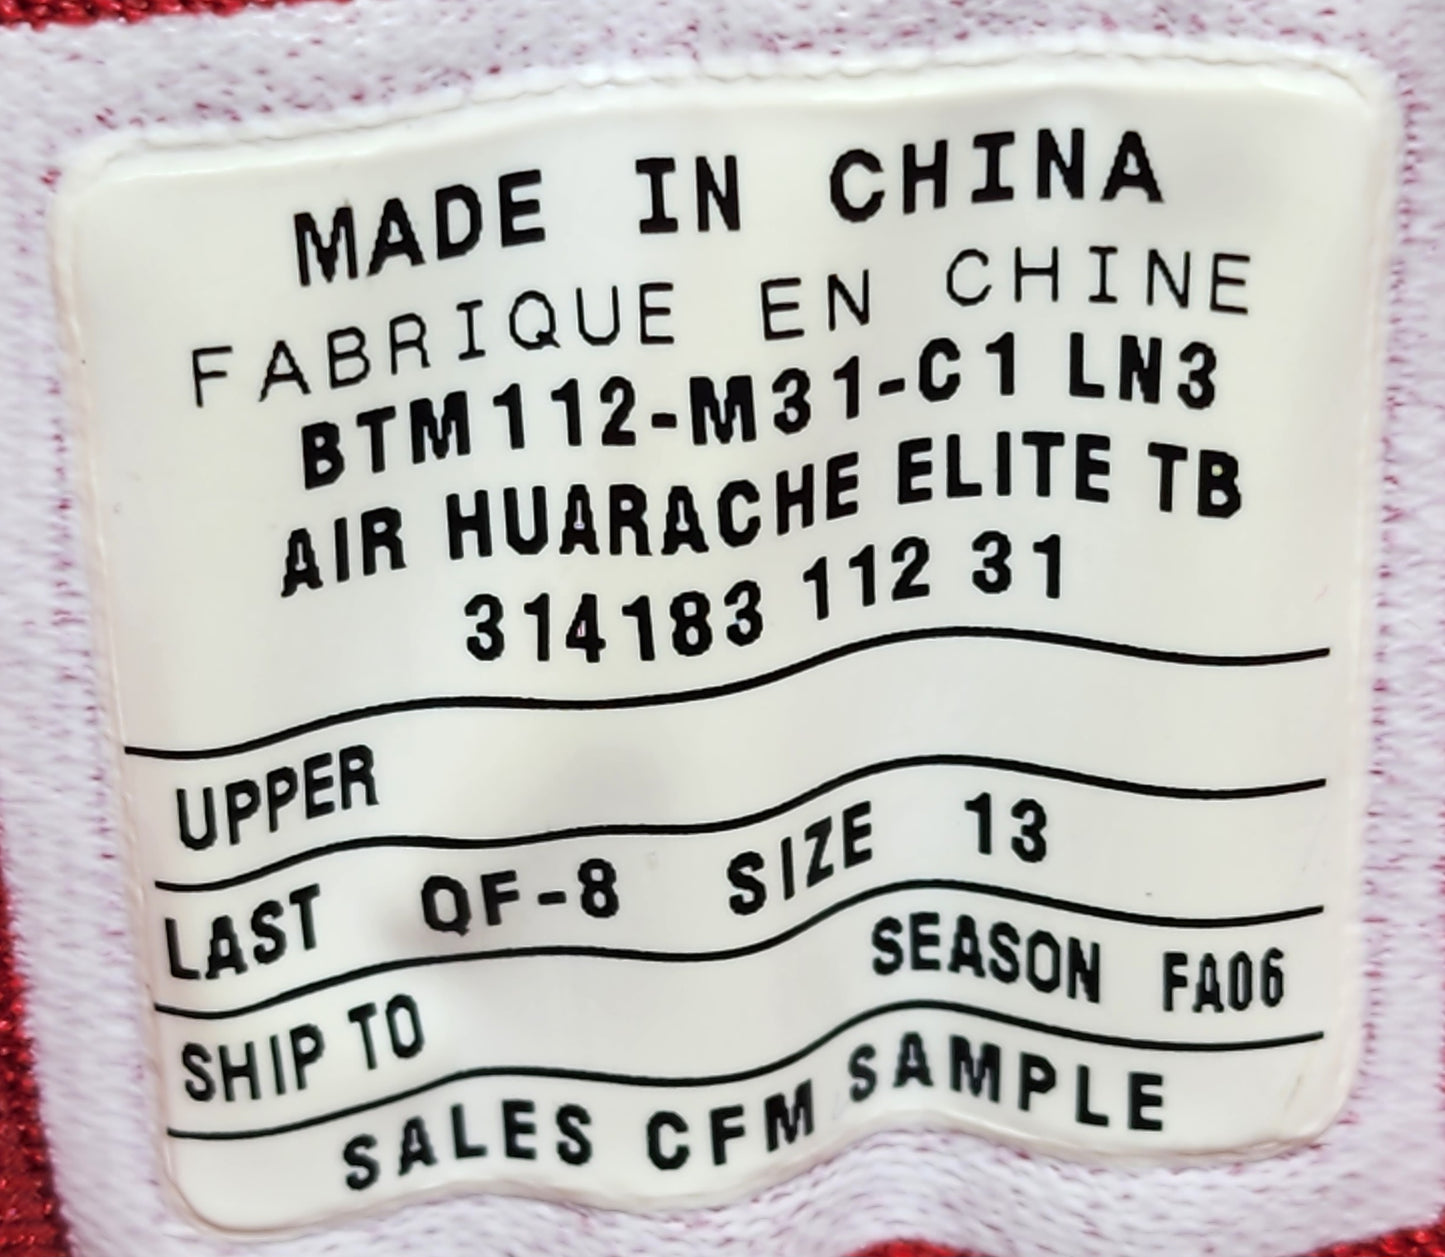 MADE IN CHINA
FABRIQUE EN CHINE
BTM112-M31-C1 LN3
AIR HUARACHE ELITE TB
314183 112 31
UPPER
LAST QF-8 SIZE 13
SHIP TO SEASON FA06
SALES CFM SAMPLE